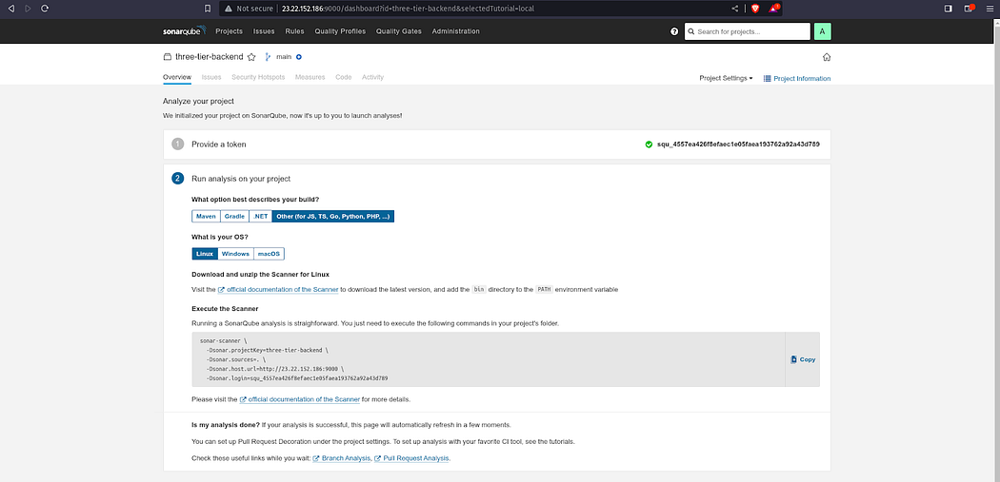 Not secure 23.22.152.186:9000/dashboard?id=three-tier-backend&selectedTutorial=local
sonarqube Projects Issues Rules Quality Profiles Quality Gates Administration Search for projects... A
three-tier-backend main
Overview Issues Security Hotspots Measures Code Activity Project Settings Project Information
Analyze your project
We initialized your project on SonarQube, now it's up to you to launch analyses!
1 Provide a token squ_4557ea426f8efaec1e05faea193762a92a43d789
2 Run analysis on your project
What option best describes your build?
Maven Gradle .NET Other (for JS, TS, Go, Python, PHP, ...)
What is your OS?
Linux Windows macOS
Download and unzip the Scanner for Linux
Visit the official documentation of the Scanner to download the latest version, and add the bin directory to the PATH environment variable
Execute the Scanner
Running a SonarQube analysis is straighforward. You just need to execute the following commands in your project's folder.
sonar-scanner \
-Dsonar.projectKey=three-tier-backend \
-Dsonar.sources=. \
-Dsonar.host.url=http://23.22.152.186:9000 \
-Dsonar.login=squ_4557ea426f8efaec1e05faea193762a92a43d789
Copy
Please visit the official documentation of the Scanner for more details.
Is my analysis done? If your analysis is successful, this page will automatically refresh in a few moments.
You can set up Pull Request Decoration under the project settings. To set up analysis with your favorite CI tool, see the tutorials.
Check these useful links while you wait: Branch Analysis, Pull Request Analysis.